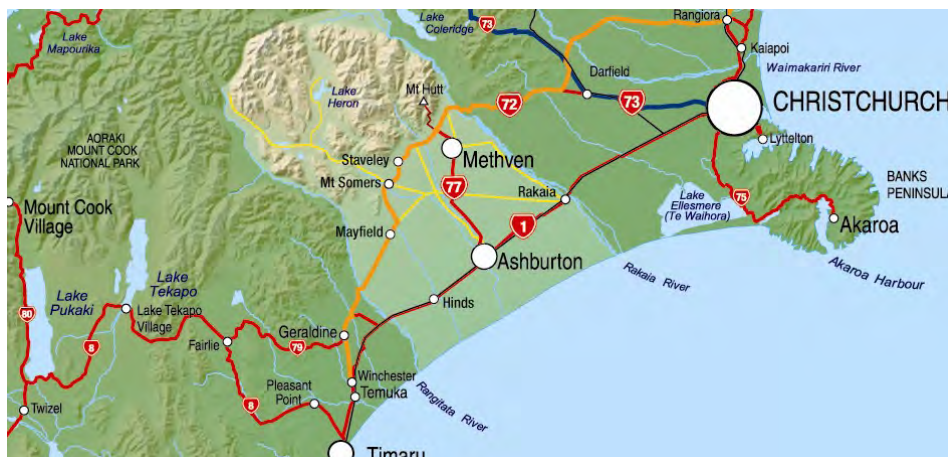 Lake
Mapourika
Lake
Coleridge
73
Rangiora
Kaiapoi
Waimakariri River
Darfield
73
CHRISTCHURCH
Lyttelton
Lake
Heron
Mt Hutt
72
AORAKI
MOUNT COOK
NATIONAL PARK
Staveley
Methven
Mt Somers
77
Rakaia
Lake
Ellesmere
(Te Waihora)
75
BANKS
PENINSULA
Akaroa
Akaroa Harbour
Mount Cook
Village
Mayfield
1
Ashburton
Rakaia River
Lake
Pukaki
Lake
Tekapo
80
Lake Tekapo
Village
Hinds
8
Fairlie
79
Geraldine
Winchester
Temuka
Rangitata River
Pleasant
Point
8
Twizel
Timaru